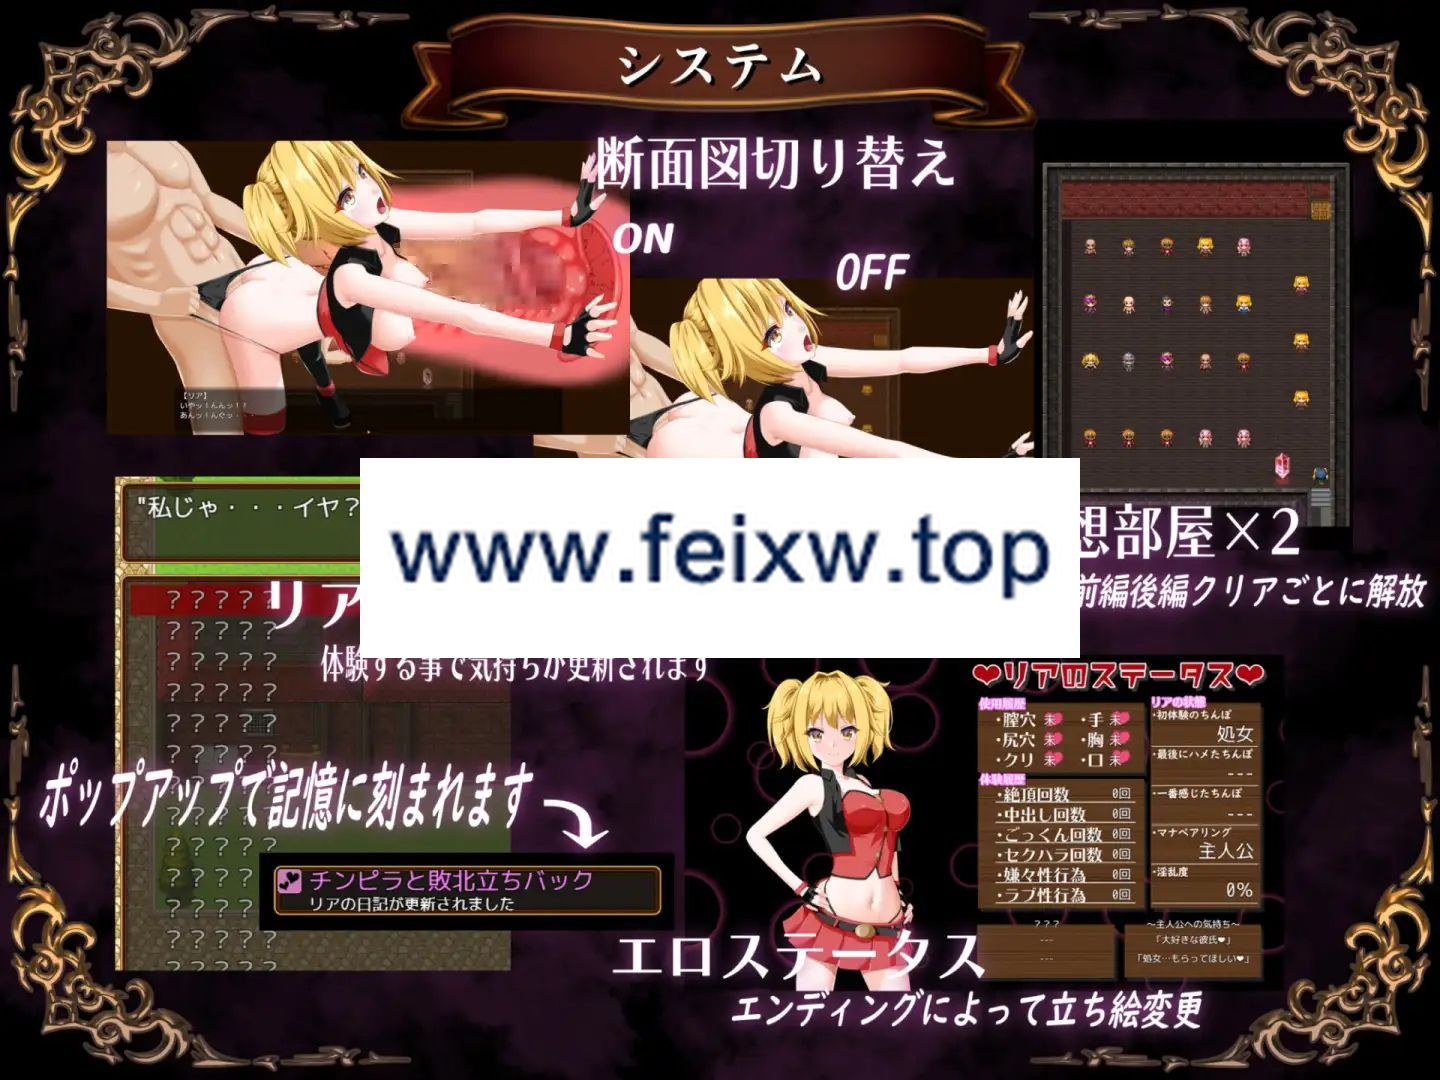 システム
断面図切り替え
ON
OFF
【リア】
"私じゃ・・・イヤ?
www.feixw.top
想部屋×2
前編後編クリアごとに解放
?????
リア
?????
?????
体験する事で気持ちが更新されます
?????
?????
?????
ポップアップで記憶に刻まれます
?????
?????
?????
?????
?????
チンピラと敗北立ちバック
リアの日記が更新されました
❤リアのステータス❤
使用履歴
・膣穴 未 ・手 未
・尻穴 未 ・胸 未
・クリ 未 ・口 未
体験履歴
・絶頂回数 0回
・中出し回数 0回
・ごっくん回数 0回
・セクハラ回数 0回
・嫌々性行為 0回
・ラブ性行為 0回
リアの状態
・初体験のちんぽ
処女
・最後にハメたちんぽ
---
・一番感じたちんぽ
---
・マナペアリング
主人公
・淫乱度
0%
???
---
---
~主人公への気持ち~
「大好きな彼氏❤」
「処女…もらってほしい❤」
エロステータス
エンディングによって立ち絵変更